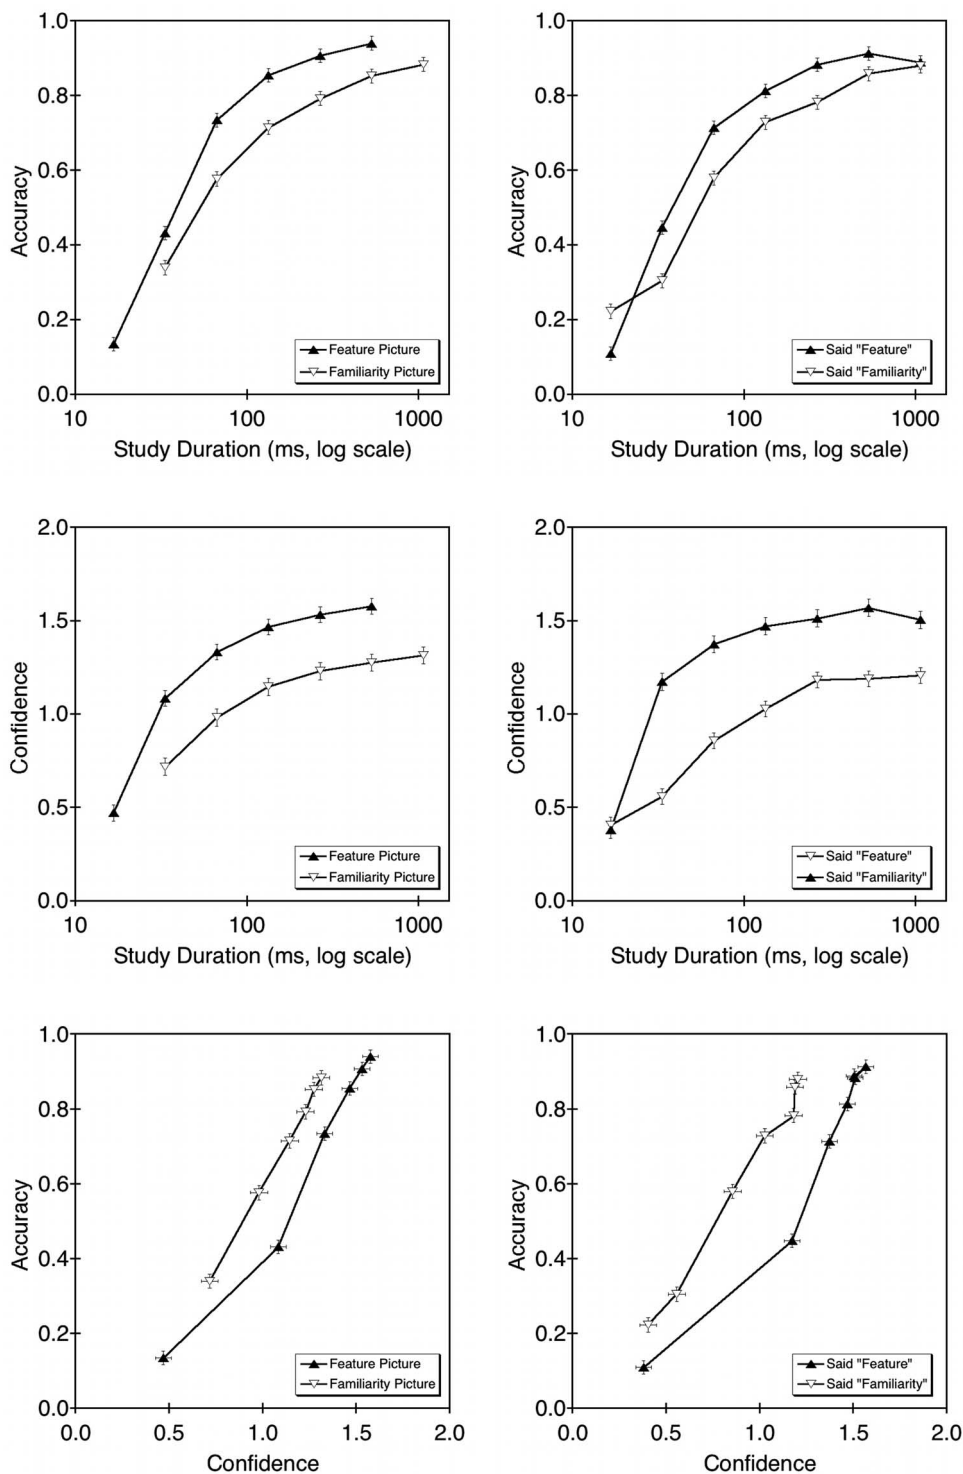 1.0
0.8
0.6
0.4
0.2
0.0
Accuracy
10
100
1000
Study Duration (ms, log scale)
Feature Picture
Familiarity Picture
1.0
0.8
0.6
0.4
0.2
0.0
Accuracy
10
100
1000
Study Duration (ms, log scale)
Said "Feature"
Said "Familiarity"
2.0
1.5
1.0
0.5
0.0
Confidence
10
100
1000
Study Duration (ms, log scale)
Feature Picture
Familiarity Picture
2.0
1.5
1.0
0.5
0.0
Confidence
10
100
1000
Study Duration (ms, log scale)
Said "Feature"
Said "Familiarity"
1.0
0.8
0.6
0.4
0.2
0.0
Accuracy
0.0
0.5
1.0
1.5
2.0
Confidence
Feature Picture
Familiarity Picture
1.0
0.8
0.6
0.4
0.2
0.0
Accuracy
0.0
0.5
1.0
1.5
2.0
Confidence
Said "Feature"
Said "Familiarity"